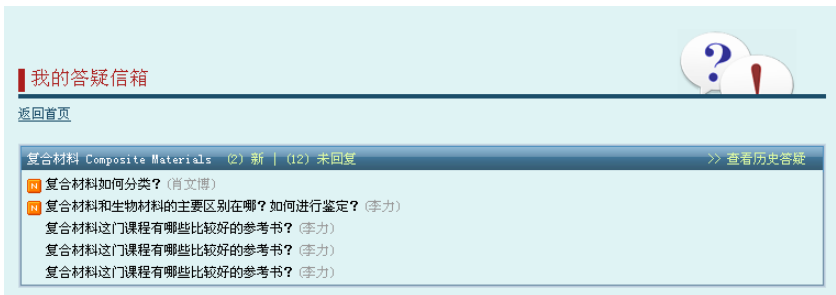 我的答疑信箱
返回首页
复合材料 Composite Materials (2) 新 | (12) 未回复 >> 查看历史答疑
N 复合材料如何分类？(肖文博)
N 复合材料和生物材料的主要区别在哪？如何进行鉴定？(李力)
复合材料这门课程有哪些比较好的参考书？(李力)
复合材料这门课程有哪些比较好的参考书？(李力)
复合材料这门课程有哪些比较好的参考书？(李力)